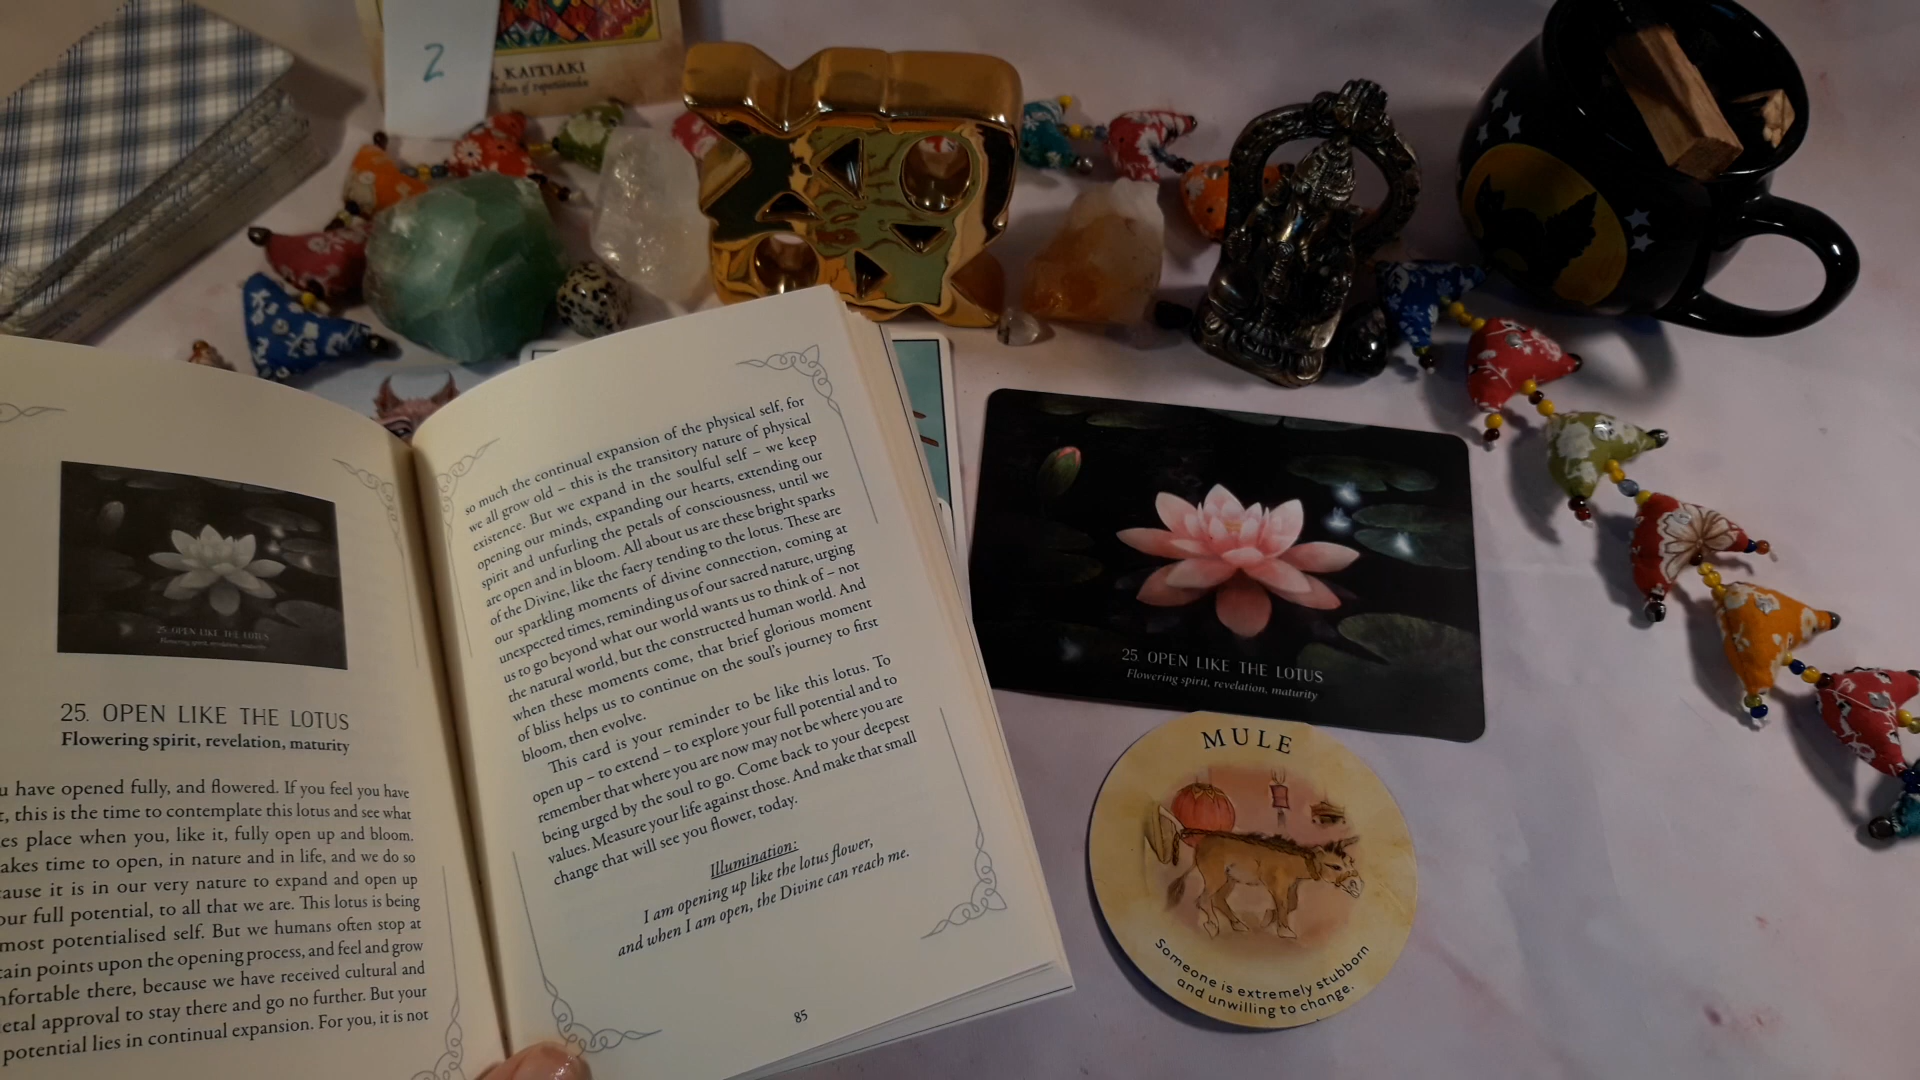 2
KAITIAKI
25. OPEN LIKE THE LOTUS
Flowering spirit, revelation, maturity
25. OPEN LIKE THE LOTUS
Flowering spirit, revelation, maturity
have opened fully, and flowered. If you feel you have
this is the time to contemplate this lotus and see what
place when you, like it, fully open up and bloom.
time to open, in nature and in life, and we do so
it is in our very nature to expand and open up
full potential, to all that we are. This lotus is being
most potentialised self. But we humans often stop at
points upon the opening process, and feel and grow
there, because we have received cultural and
approval to stay there and go no further. But your
potential lies in continual expansion. For you, it is not
so much the continual expansion of the physical self, for
we all grow old – this is the transitory nature of physical
existence. But we expand in the soulful self – we keep
opening our minds, expanding our hearts, extending our
spirit and unfurling the petals of consciousness, until we
are open and in bloom. All about us are these bright sparks
of the Divine, like the faery tending to the lotus. These are
our sparkling moments of divine connection, coming at
unexpected times, reminding us of our sacred nature, urging
us to go beyond what our world wants us to think of – not
the natural world, but the constructed human world. And
when these moments come, that brief glorious moment
of bliss helps us to continue on the soul's journey to first
bloom, then evolve.
This card is your reminder to be like this lotus. To
open up – to extend – to explore your full potential and to
remember that where you are now may not be where you are
being urged by the soul to go. Come back to your deepest
values. Measure your life against those. And make that small
change that will see you flower, today.
Illumination:
I am opening up like the lotus flower,
and when I am open, the Divine can reach me.
85
25. OPEN LIKE THE LOTUS
Flowering spirit, revelation, maturity
MULE
Someone is extremely stubborn
and unwilling to change.